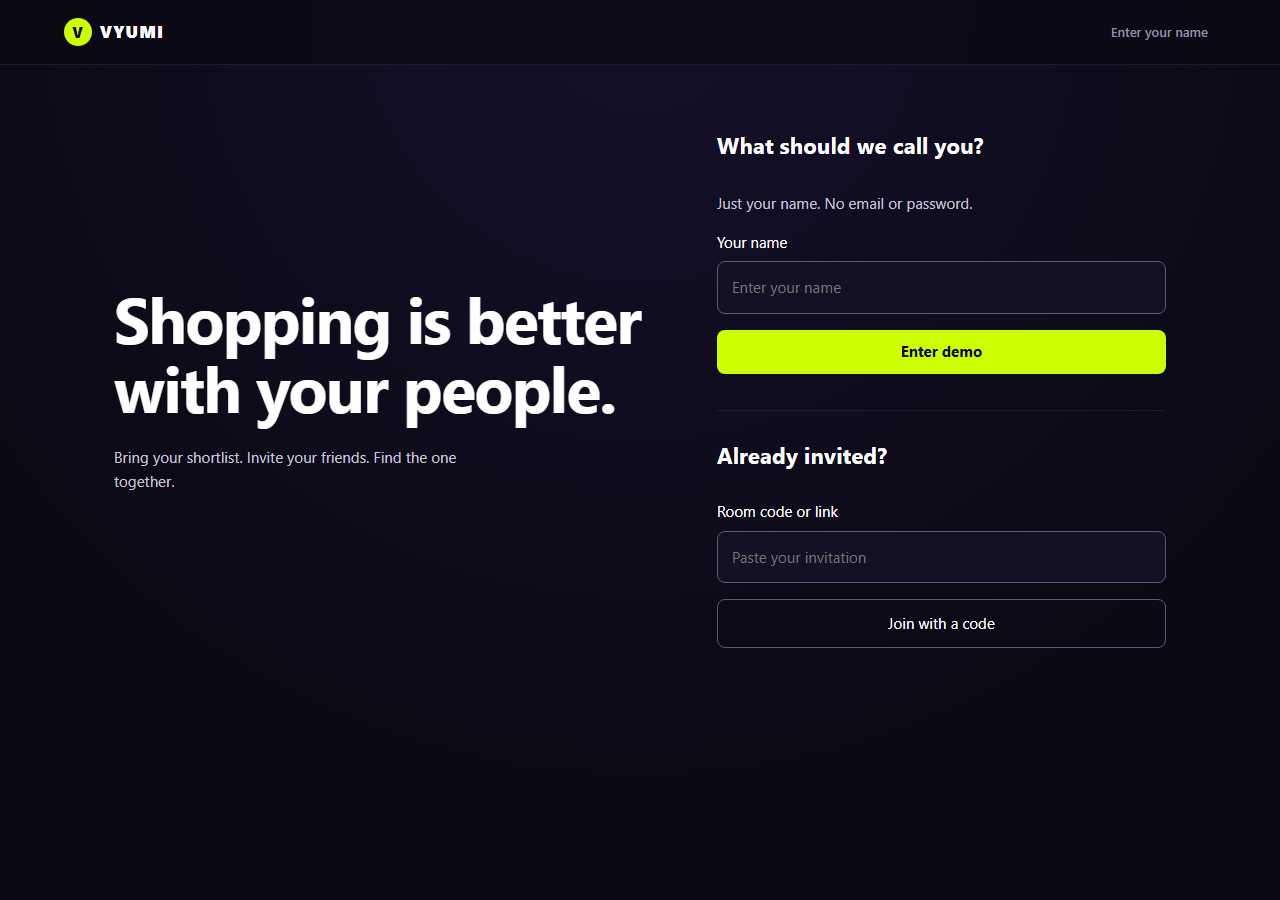 V VYUMI
Enter your name
Shopping is better
with your people.
Bring your shortlist. Invite your friends. Find the one
together.
What should we call you?
Just your name. No email or password.
Your name
Enter your name
Enter demo
Already invited?
Room code or link
Paste your invitation
Join with a code